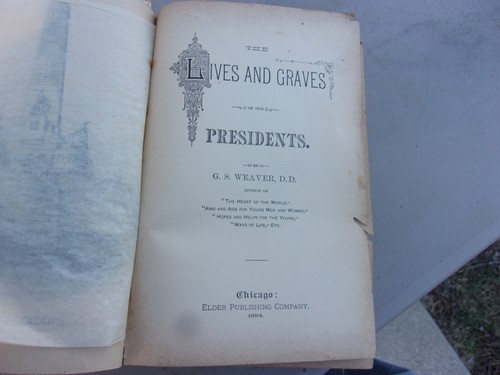 THE
LIVES AND GRAVES
OF OUR
PRESIDENTS.
BY
G. S. WEAVER, D.D.
AUTHOR OF
"THE HEART OF THE WORLD,"
"AIMS AND AIDS FOR YOUNG MEN AND WOMEN,"
"HOPES AND HELPS FOR THE YOUNG,"
"WAYS OF LIFE," ETC.
Chicago:
ELDER PUBLISHING COMPANY.
1884.